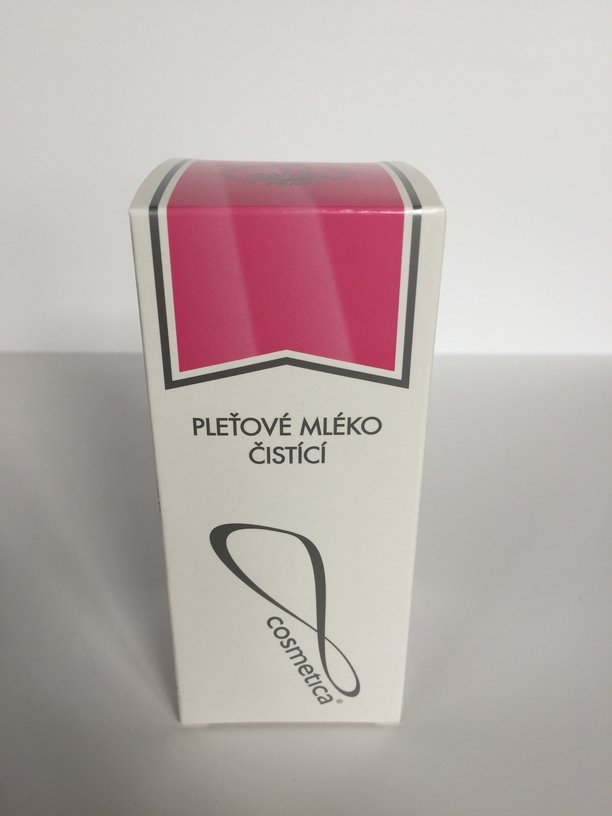 PLEŤOVÉ MLÉKO
ČISTÍCÍ
cosmetica®